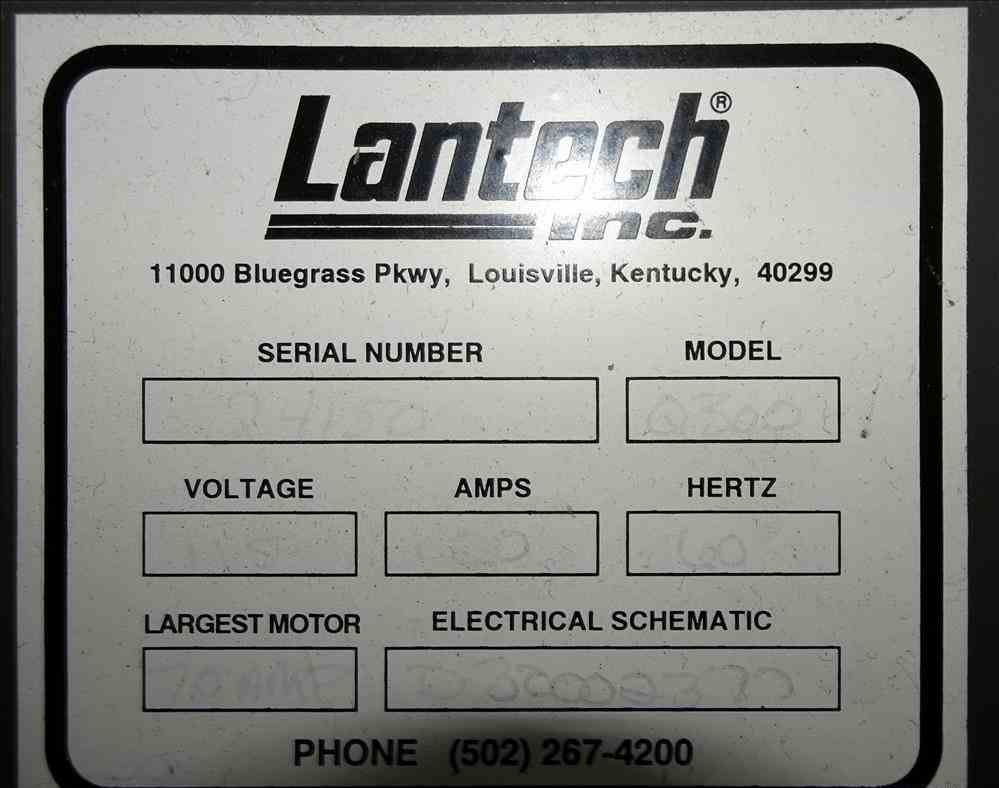 Lantech®
inc.
11000 Bluegrass Pkwy, Louisville, Kentucky, 40299
SERIAL NUMBER MODEL
Q300
VOLTAGE AMPS HERTZ
60
LARGEST MOTOR ELECTRICAL SCHEMATIC
PHONE (502) 267-4200